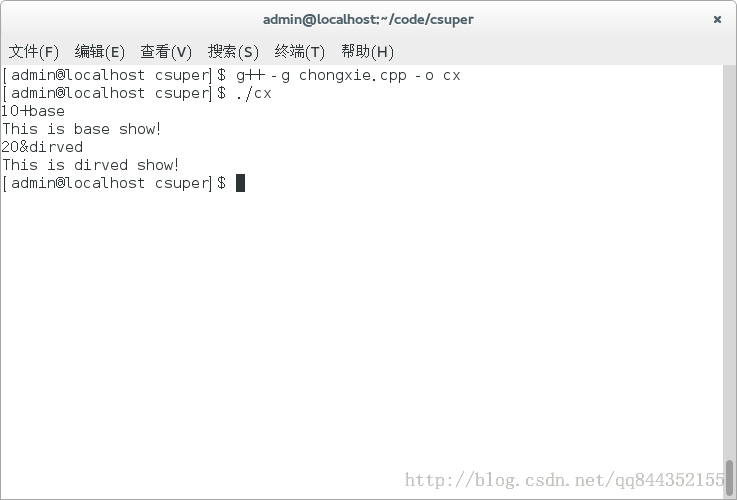 admin@localhost:~/code/csuper
文件(F) 编辑(E) 查看(V) 搜索(S) 终端(T) 帮助(H)
[admin@localhost csuper]$ g++ -g chongxie.cpp -o cx
[admin@localhost csuper]$ ./cx
10+base
This is base show!
20&dirved
This is dirved show!
[admin@localhost csuper]$
http://blog.csdn.net/qq844352155